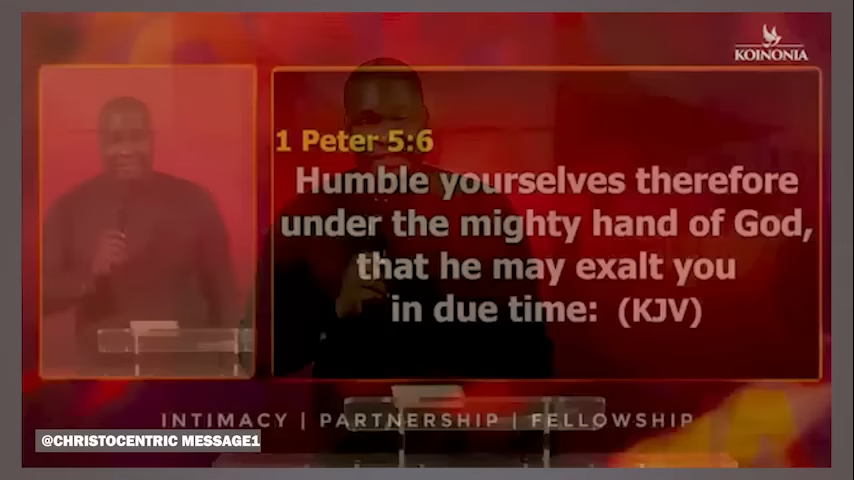 KOINONIA
1 Peter 5:6
Humble yourselves therefore
under the mighty hand of God,
that he may exalt you
in due time: (KJV)
INTIMACY | PARTNERSHIP | FELLOWSHIP
@CHRISTOCENTRIC MESSAGE1